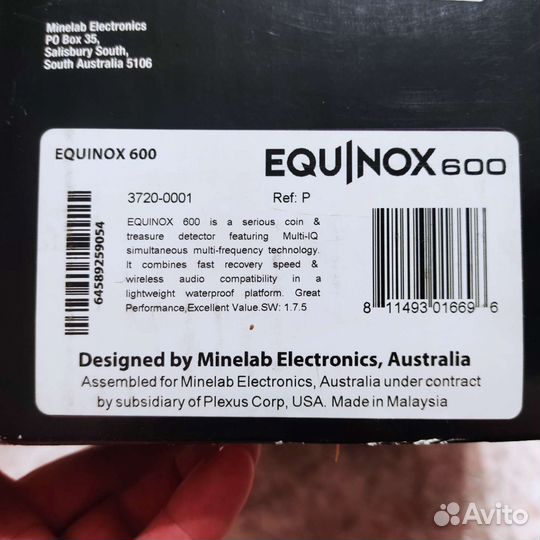 Minelab Electronics
PO Box 35,
Salisbury South,
South Australia 5106
EQUINOX 600
EQUINOX 600
3720-0001 Ref: P
64589259054
EQUINOX 600 is a serious coin &
treasure detector featuring Multi-IQ
simultaneous multi-frequency technology.
It combines fast recovery speed &
wireless audio compatibility in a
lightweight waterproof platform. Great
Performance,Excellent Value.SW: 1.7.5
8 11493 01669 6
Designed by Minelab Electronics, Australia
Assembled for Minelab Electronics, Australia under contract
by subsidiary of Plexus Corp, USA. Made in Malaysia
Avito